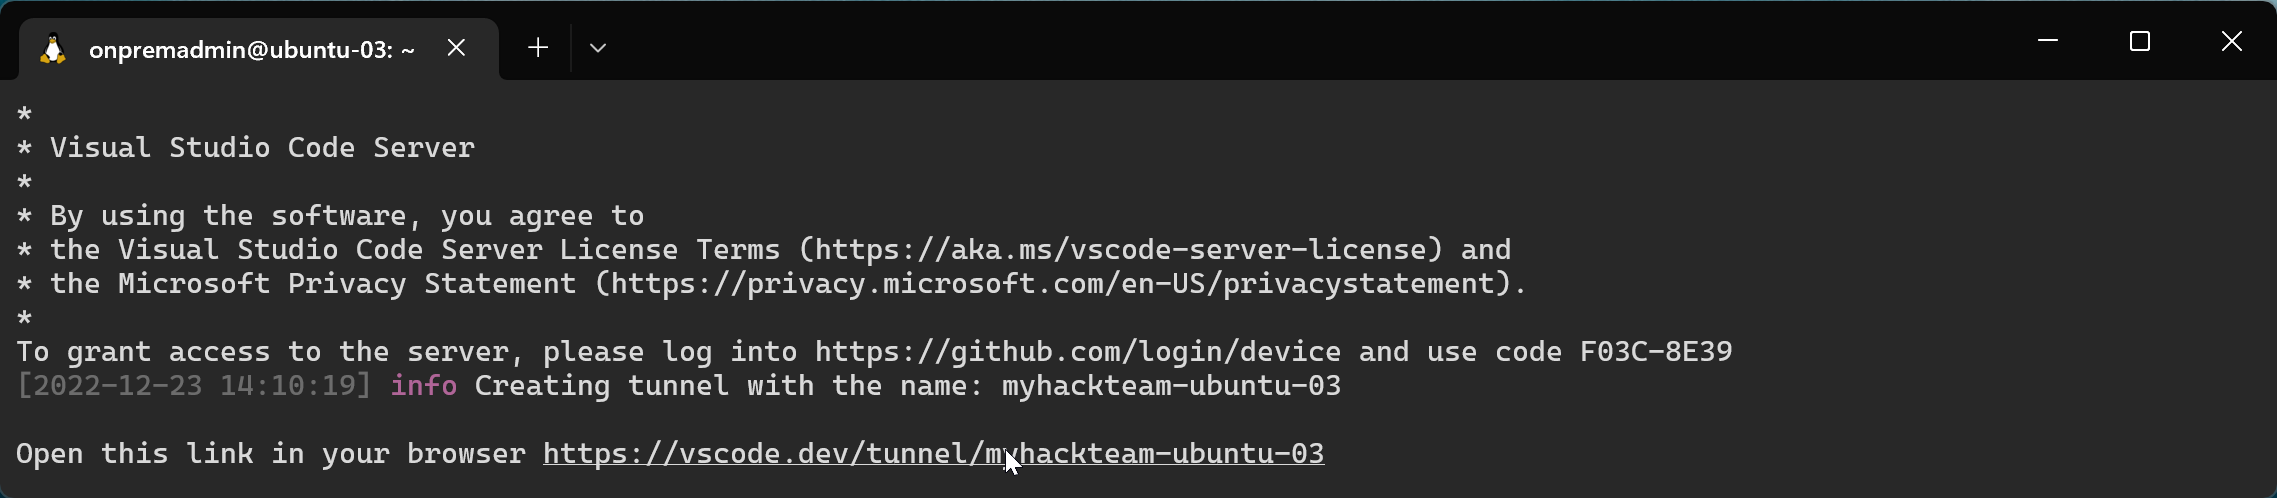 onpremadmin@ubuntu-03: ~
*
* Visual Studio Code Server
*
* By using the software, you agree to
* the Visual Studio Code Server License Terms (https://aka.ms/vscode-server-license) and
* the Microsoft Privacy Statement (https://privacy.microsoft.com/en-US/privacystatement).
*
To grant access to the server, please log into https://github.com/login/device and use code F03C-8E39
[2022-12-23 14:10:19] info Creating tunnel with the name: myhackteam-ubuntu-03
Open this link in your browser https://vscode.dev/tunnel/myhackteam-ubuntu-03